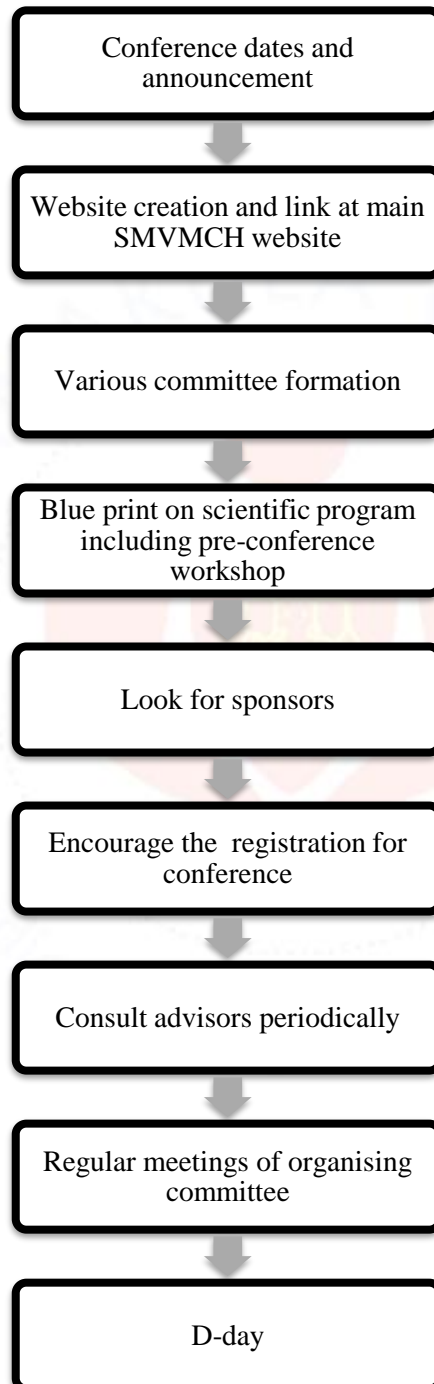 Conference dates and
announcement
Website creation and link at main
SMVMCH website
Various committee formation
Blue print on scientific program
including pre-conference
workshop
Look for sponsors
Encourage the registration for
conference
Consult advisors periodically
Regular meetings of organising
committee
D-day